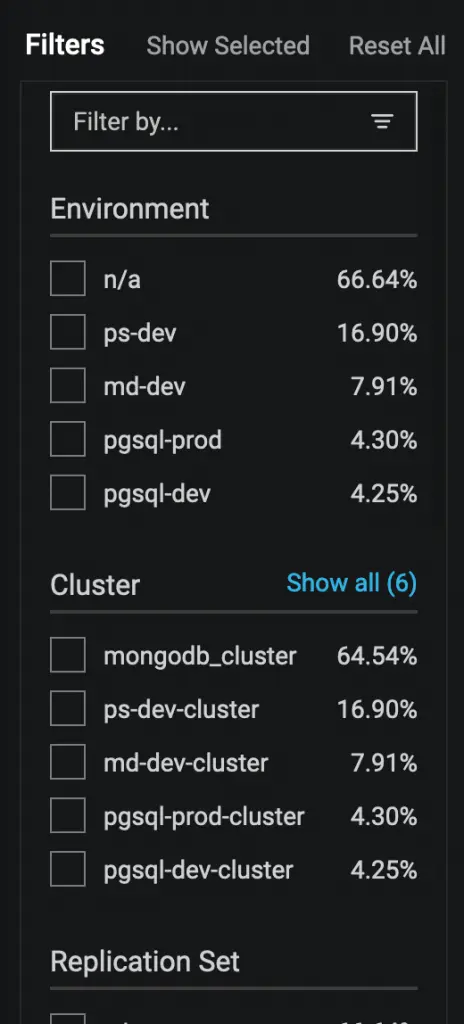 Filters Show Selected Reset All
Filter by...
Environment
n/a 66.64%
ps-dev 16.90%
md-dev 7.91%
pgsql-prod 4.30%
pgsql-dev 4.25%
Cluster Show all (6)
mongodb_cluster 64.54%
ps-dev-cluster 16.90%
md-dev-cluster 7.91%
pgsql-prod-cluster 4.30%
pgsql-dev-cluster 4.25%
Replication Set